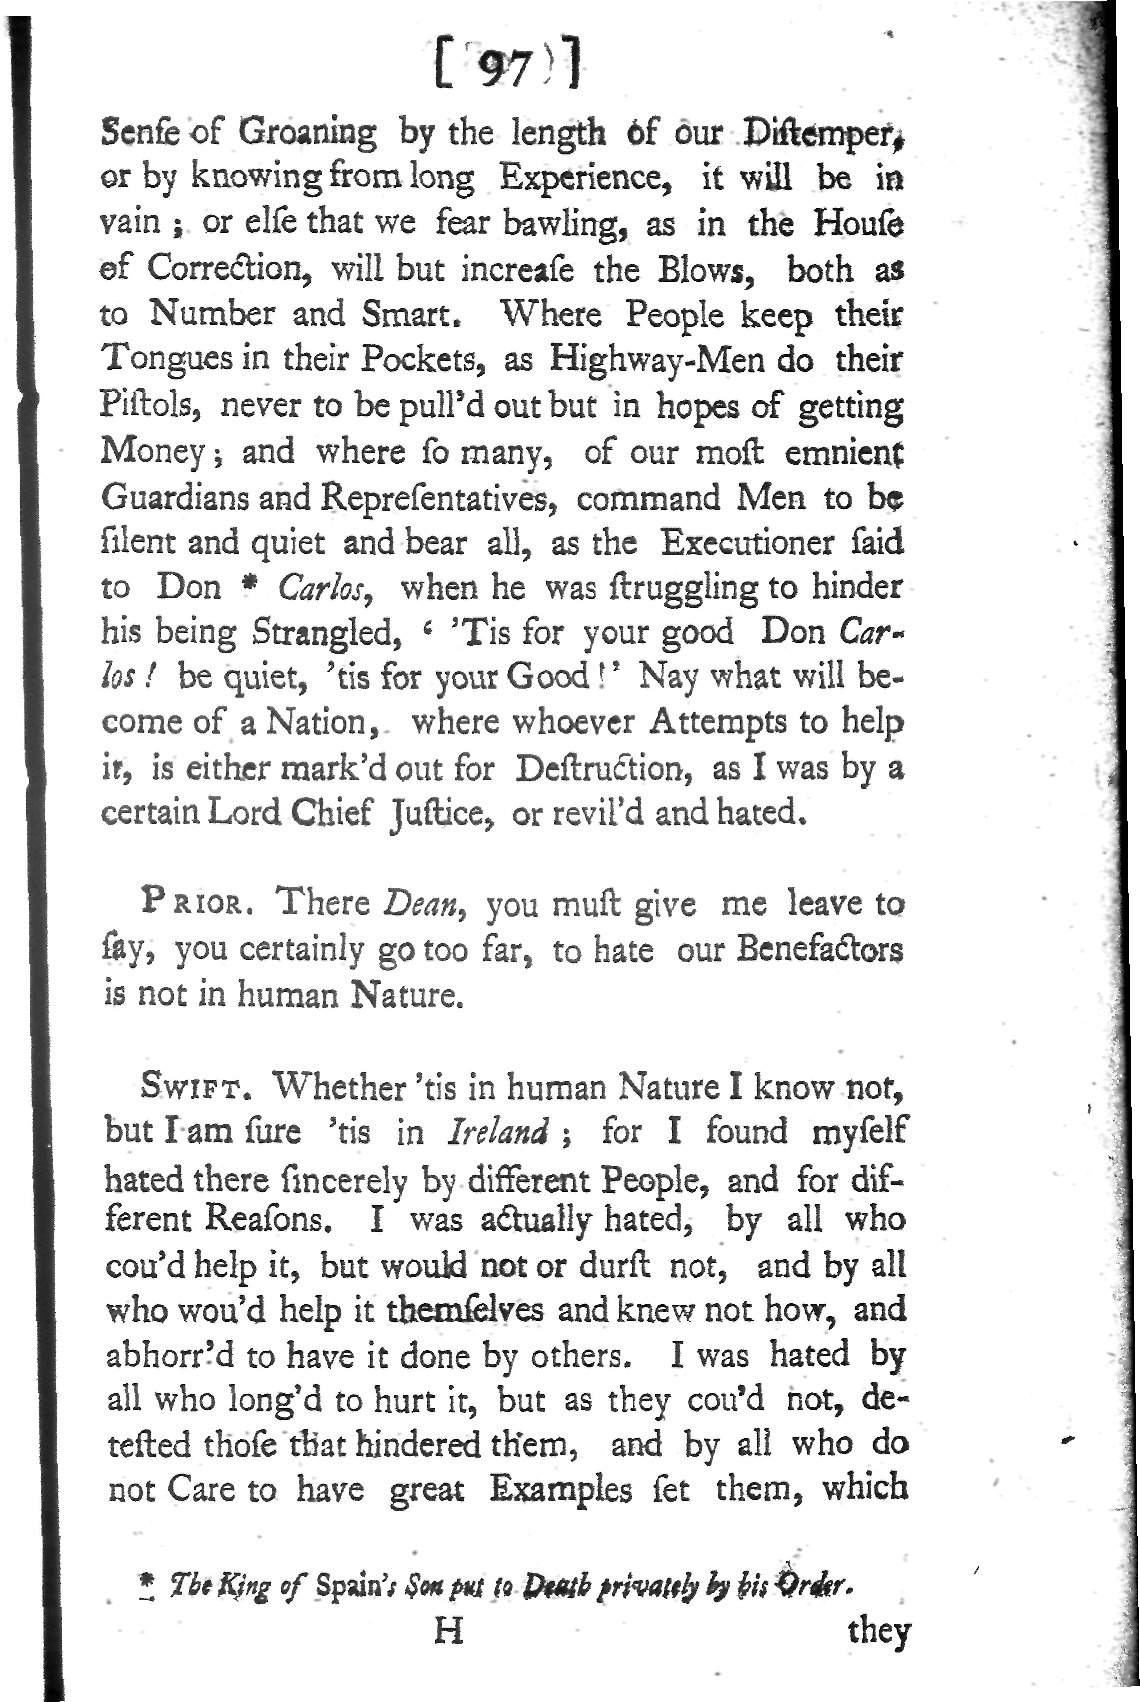 [ 97 ]
Senſe of Groaning by the length of our Diſtemper,
or by knowing from long Experience, it will be in
vain ; or elſe that we fear bawling, as in the Houſe
of Correction, will but increaſe the Blows, both as
to Number and Smart. Where People keep their
Tongues in their Pockets, as Highway-Men do their
Piſtols, never to be pull’d out but in hopes of getting
Money ; and where ſo many, of our moſt emnient
Guardians and Repreſentatives, command Men to be
ſilent and quiet and bear all, as the Executioner ſaid
to Don * Carlos, when he was ſtruggling to hinder
his being Strangled, ‘ ’Tis for your good Don Car-
los ! be quiet, ’tis for your Good !’ Nay what will be-
come of a Nation, where whoever Attempts to help
it, is either mark’d out for Deſtruction, as I was by a
certain Lord Chief Juſtice, or revil’d and hated.
PRIOR. There Dean, you muſt give me leave to
ſay, you certainly go too far, to hate our Benefactors
is not in human Nature.
SWIFT. Whether ’tis in human Nature I know not,
but I am ſure ’tis in Ireland ; for I found myſelf
hated there ſincerely by different People, and for dif-
ferent Reaſons. I was actually hated, by all who
cou’d help it, but would not or durſt not, and by all
who wou’d help it themſelves and knew not how, and
abhorr’d to have it done by others. I was hated by
all who long’d to hurt it, but as they cou’d not, de-
teſted thoſe that hindered them, and by all who do
not Care to have great Examples ſet them, which
* The King of Spain’s Son put to Death privately by his Order.
H they